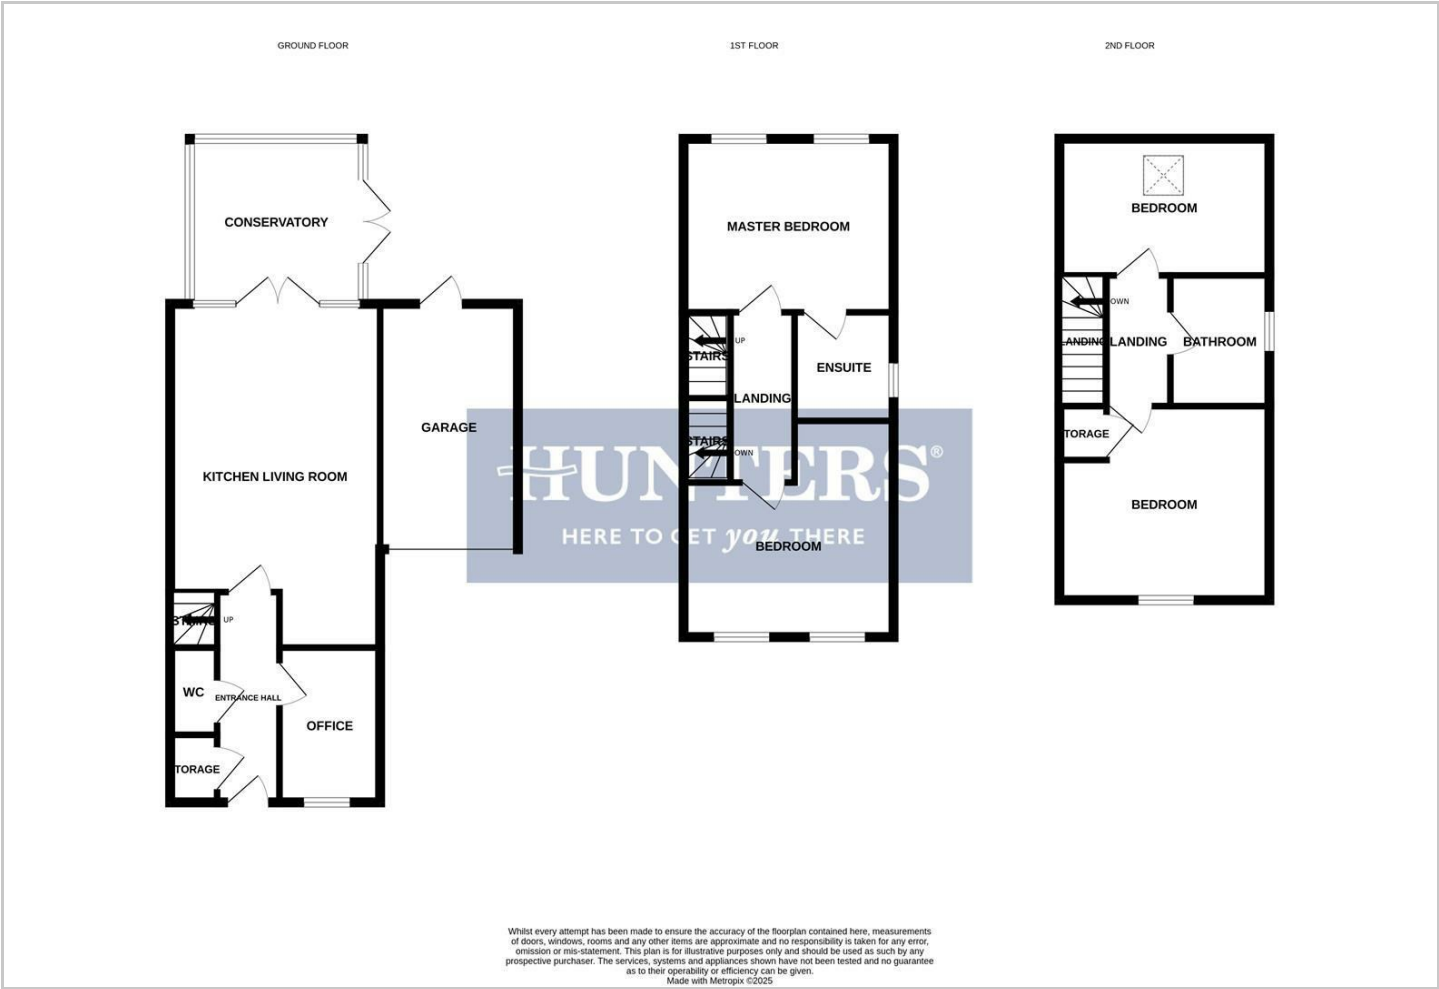 GROUND FLOOR
1ST FLOOR
2ND FLOOR
CONSERVATORY
KITCHEN LIVING ROOM
GARAGE
STAIRS
UP
WC
ENTRANCE HALL
OFFICE
TORAGE
MASTER BEDROOM
STAIRS
UP
ENSUITE
LANDING
STAIRS
OWN
BEDROOM
BEDROOM
OWN
LANDING
LANDING
BATHROOM
TORAGE
BEDROOM
HUNTERS®
HERE TO GET you THERE
Whilst every attempt has been made to ensure the accuracy of the floorplan contained here, measurements
of doors, windows, rooms and any other items are approximate and no responsibility is taken for any error,
omission or mis-statement. This plan is for illustrative purposes only and should be used as such by any
prospective purchaser. The services, systems and appliances shown have not been tested and no guarantee
as to their operability or efficiency can be given.
Made with Metropix ©2025